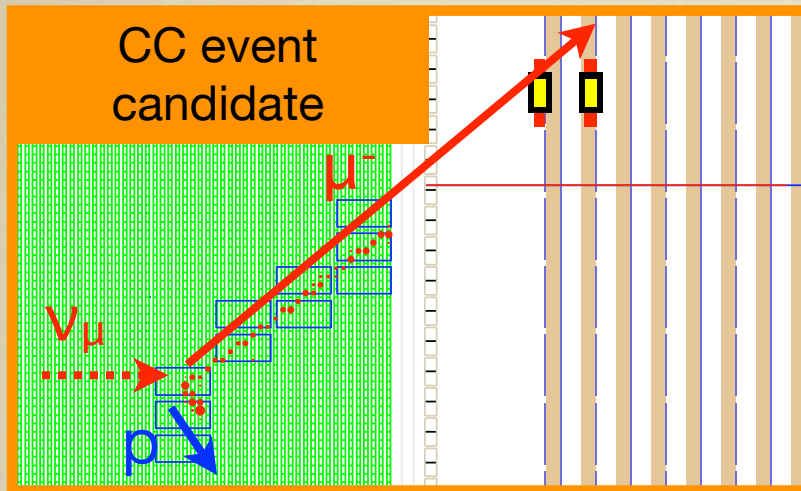 CC event
candidate
μ⁻
νμ
p